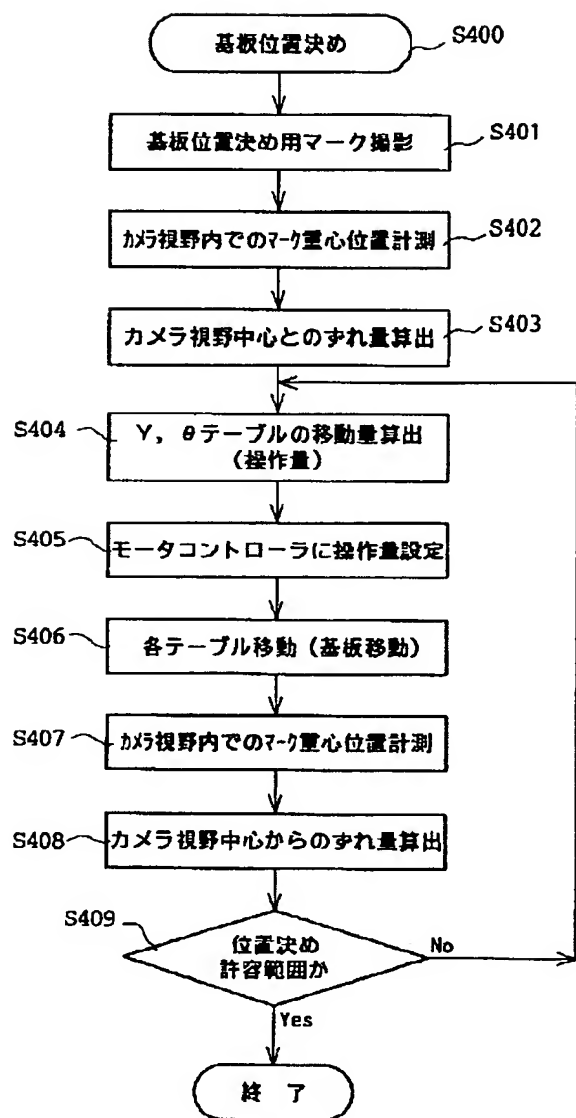 基板位置決め
S400
基板位置決め用マーク撮影
S401
カメラ視野内でのマーク重心位置計測
S402
カメラ視野中心とのずれ量算出
S403
S404
Y,θテーブルの移動量算出
(操作量)
S405
モータコントローラに操作量設定
S406
各テーブル移動(基板移動)
S407
カメラ視野内でのマーク重心位置計測
S408
カメラ視野中心からのずれ量算出
S409
位置決め
許容範囲か
No
Yes
終 了